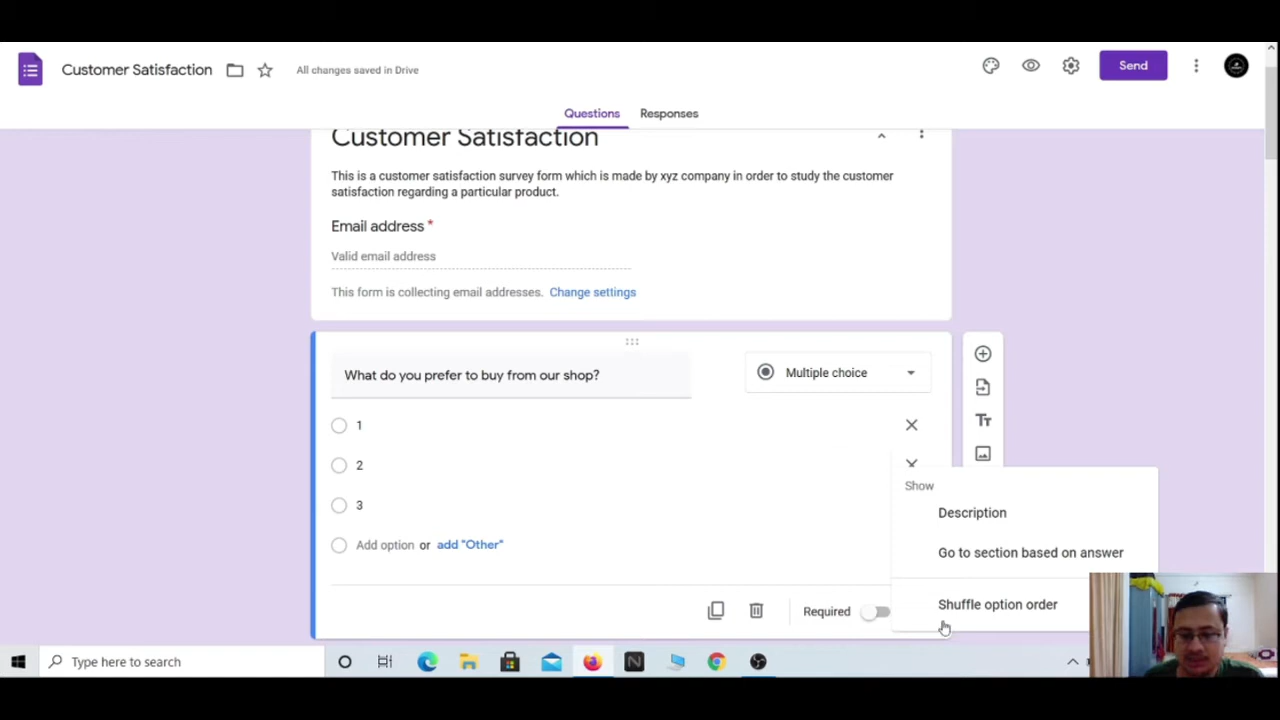 Customer Satisfaction
All changes saved in Drive
Send
Questions
Responses
Customer Satisfaction
This is a customer satisfaction survey form which is made by xyz company in order to study the customer
satisfaction regarding a particular product.
Email address *
Valid email address
This form is collecting email addresses. Change settings
What do you prefer to buy from our shop?
Multiple choice
1
2
3
Add option or add "Other"
Tt
Show
Description
Go to section based on answer
Shuffle option order
Required
Type here to search
N